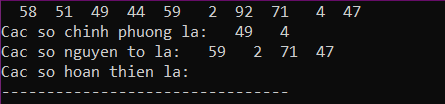 58 51 49 44 59 2 92 71 4 47
Cac so chinh phuong la: 49 4
Cac so nguyen to la: 59 2 71 47
Cac so hoan thien la:
--------------------------------